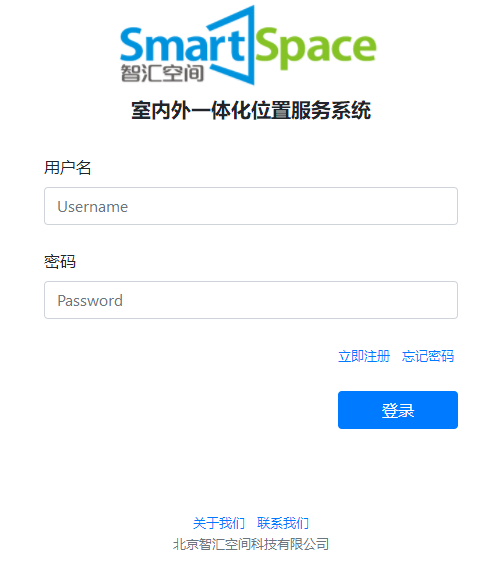 Smart Space
智汇空间
室内外一体化位置服务系统
用户名
Username
密码
Password
立即注册 忘记密码
登录
关于我们 联系我们
北京智汇空间科技有限公司